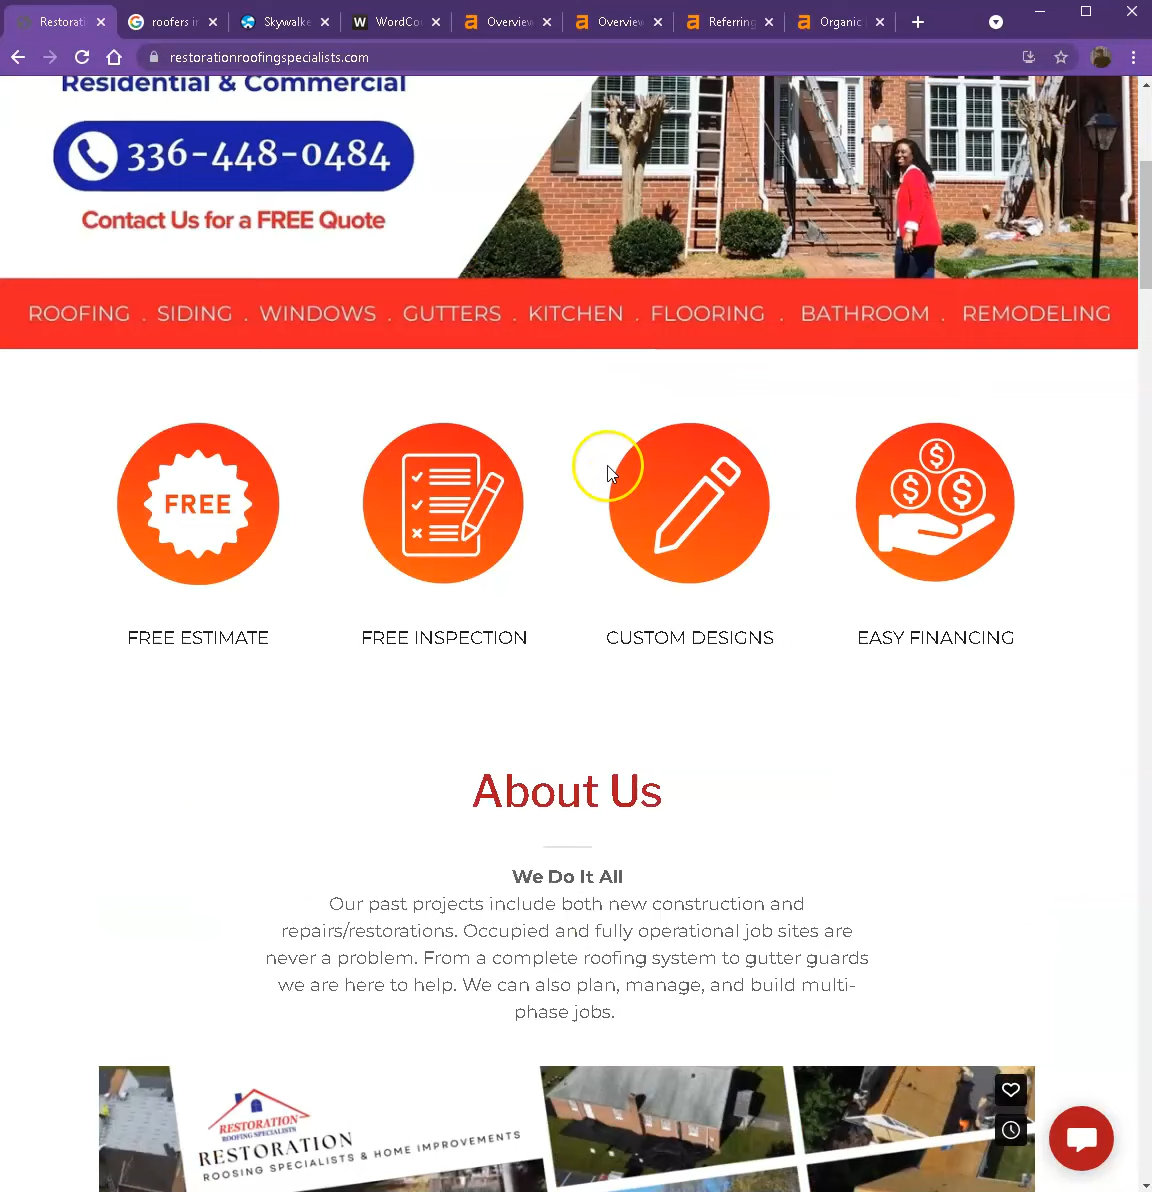 Restorati
roofers in
Skywalke
WordCou
Overview
Overview
Referring
Organic
restorationroofingspecialists.com
Residential & Commercial
336-448-0484
Contact Us for a FREE Quote
ROOFING . SIDING . WINDOWS . GUTTERS . KITCHEN . FLOORING . BATHROOM . REMODELING
FREE
FREE ESTIMATE
FREE INSPECTION
CUSTOM DESIGNS
EASY FINANCING
About Us
We Do It All
Our past projects include both new construction and
repairs/restorations. Occupied and fully operational job sites are
never a problem. From a complete roofing system to gutter guards
we are here to help. We can also plan, manage, and build multi-
phase jobs.
RESTORATION
ROOFING SPECIALISTS
RESTORATION
ROOSING SPECIALISTS & HOME IMPROVEMENTS